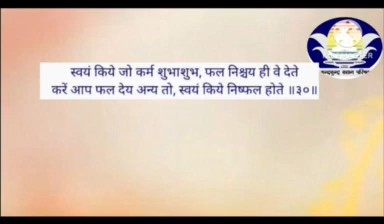 स्वयं किये जो कर्म शुभाशुभ, फल निश्चय ही वे देते
करें आप फल देय अन्य तो, स्वयं किये निष्फल होते ॥३०॥